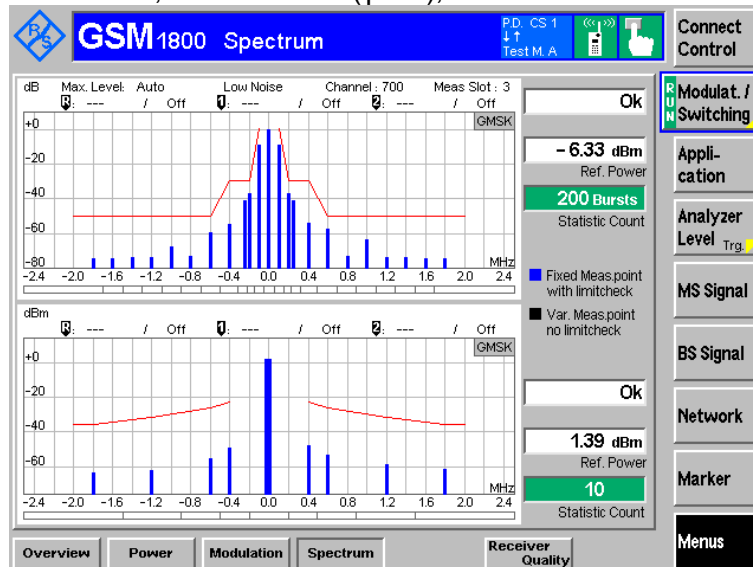 R/S GSM 1800 Spectrum P.D. CS 1
Test M. A
Connect Control
dB Max. Level: Auto Low Noise Channel : 700 Meas Slot : 3
R: --- / Off 1: --- / Off 2: --- / Off
GMSK
+0
-20
-40
-60
-80
MHz
-2.4 -2.0 -1.6 -1.2 -0.8 -0.4 0.0 0.4 0.8 1.2 1.6 2.0 2.4
Ok
- 6.33 dBm
Ref. Power
200 Bursts
Statistic Count
Fixed Meas.point
with limitcheck
Var. Meas.point
no limitcheck
dBm
R: --- / Off 1: --- / Off 2: --- / Off
GMSK
+0
-20
-40
-60
MHz
-2.4 -2.0 -1.6 -1.2 -0.8 -0.4 0.0 0.4 0.8 1.2 1.6 2.0 2.4
Ok
1.39 dBm
Ref. Power
10
Statistic Count
RUN
Modulat. /
Switching
Appli-
cation
Analyzer
Level Trg.
MS Signal
BS Signal
Network
Marker
Menus
Overview Power Modulation Spectrum Receiver
Quality